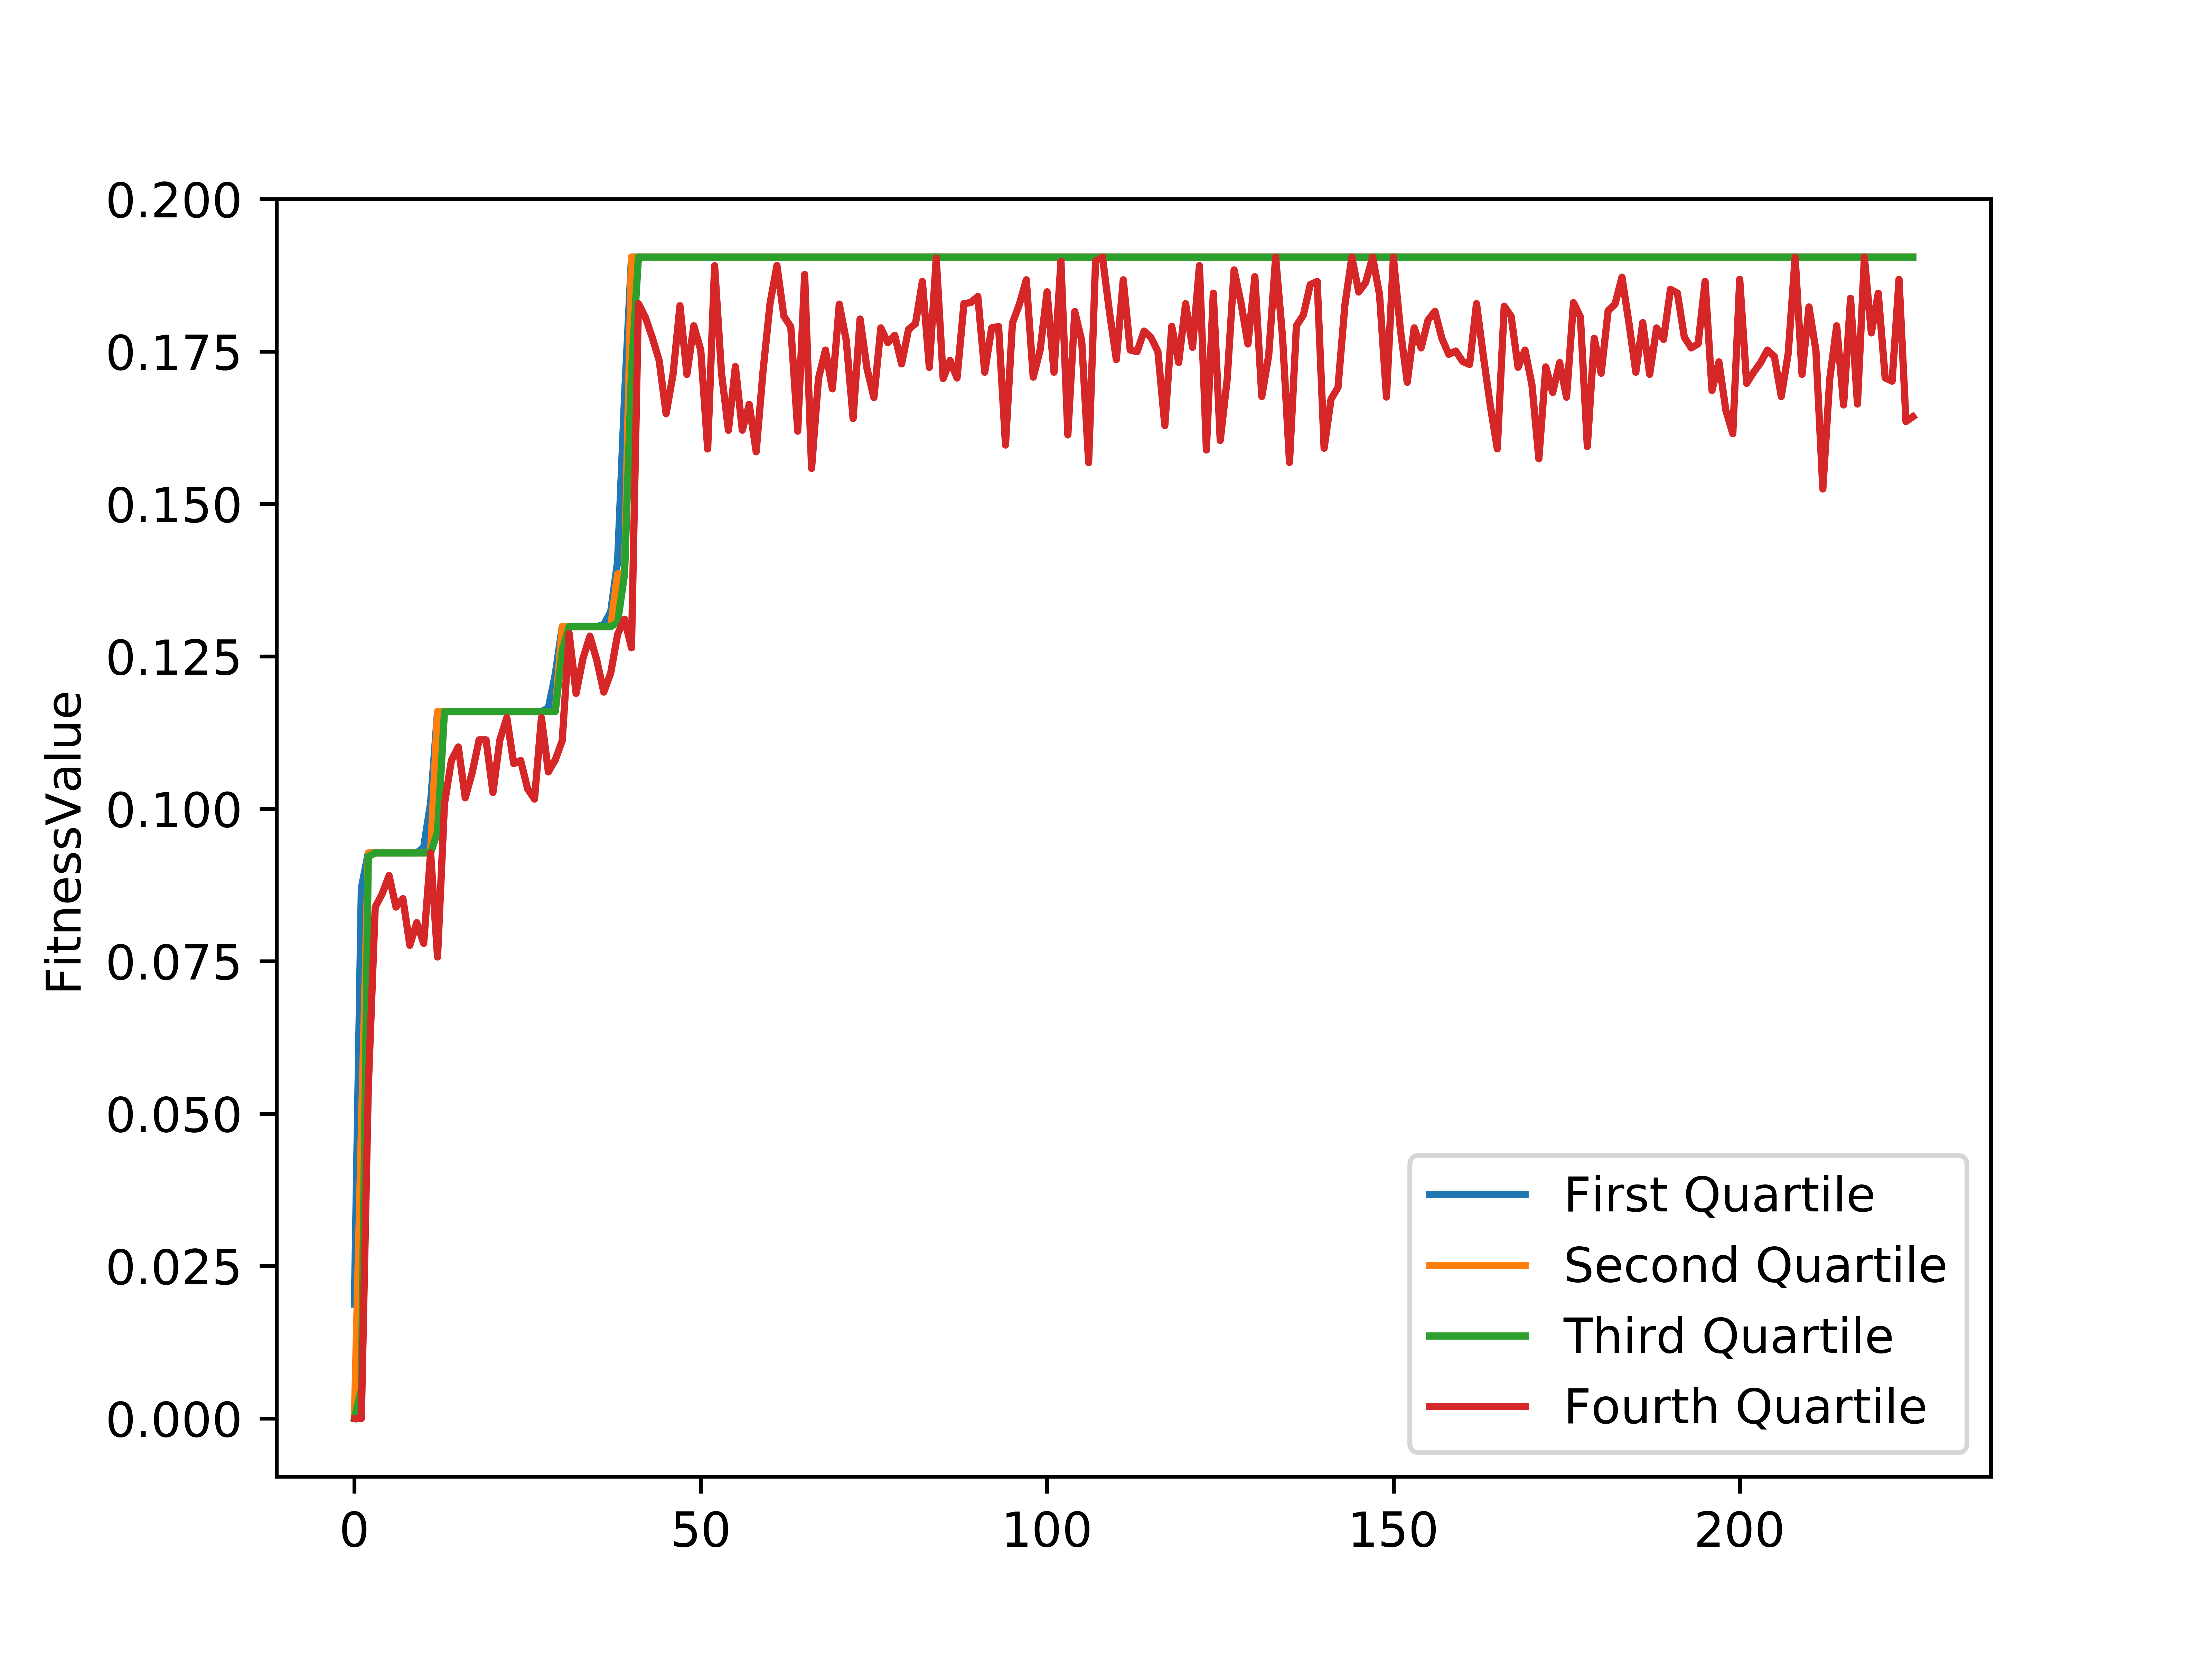 0.200
0.175
0.150
0.125
0.100
0.075
0.050
0.025
0.000
FitnessValue
0 50 100 150 200
First Quartile
Second Quartile
Third Quartile
Fourth Quartile